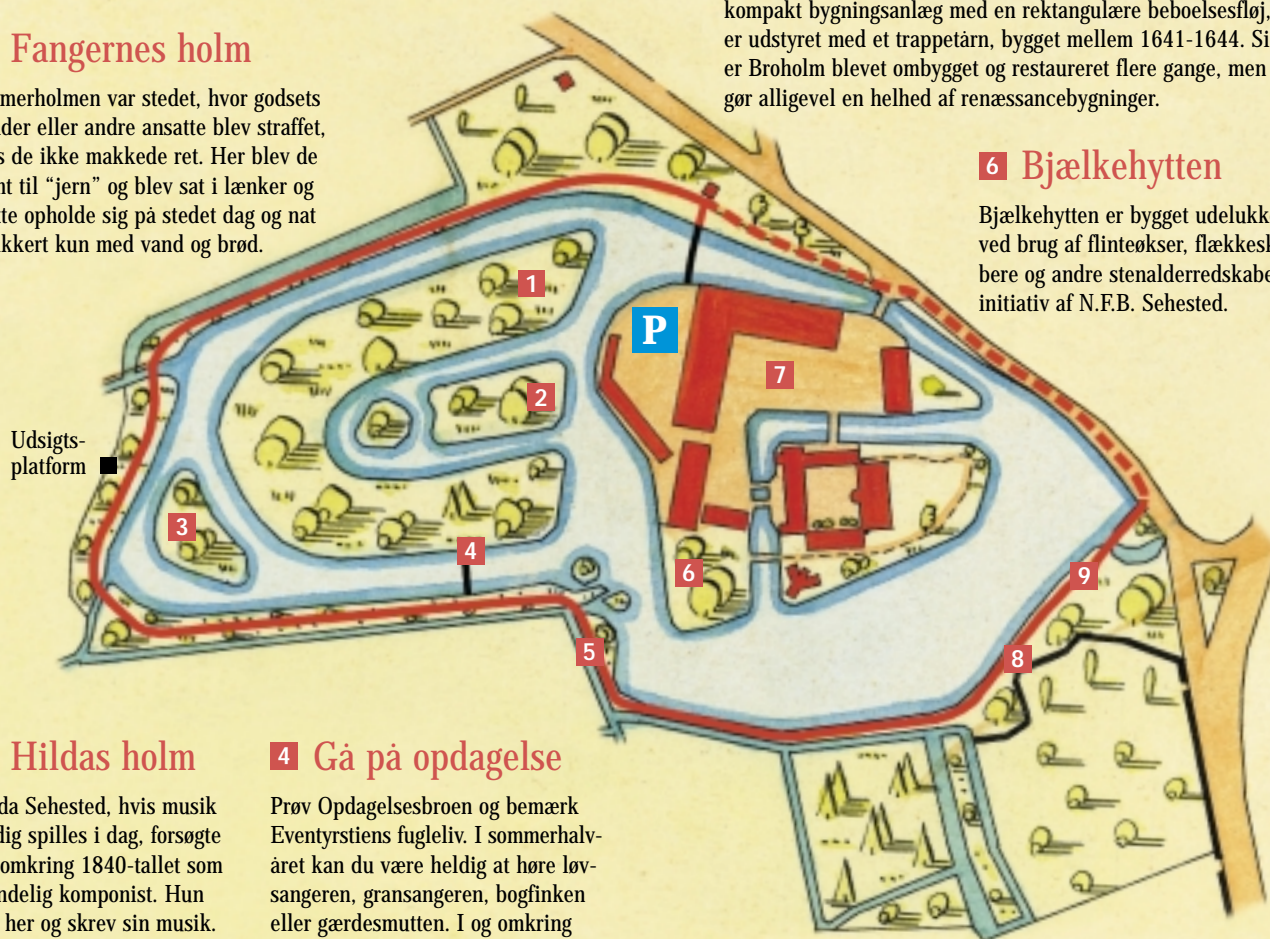 Fangernes holm
merholmen var stedet, hvor godsets
der eller andre ansatte blev straffet,
s de ikke makkede ret. Her blev de
nt til “jern” og blev sat i lænker og
tte opholde sig på stedet dag og nat
kkert kun med vand og brød.
kompakt bygningsanlæg med en rektangulære beboelsesfløj,
er udstyret med et trappetårn, bygget mellem 1641-1644. Si
er Broholm blevet ombygget og restaureret flere gange, men
gør alligevel en helhed af renæssancebygninger.
6 Bjælkehytten
Bjælkehytten er bygget udelukk
ved brug af flinteøkser, flækkesk
bere og andre stenalderredskabe
initiativ af N.F.B. Sehested.
1
P
7
2
Udsigts-
platform
3
4
6
9
5
8
Hildas holm
da Sehested, hvis musik
dig spilles i dag, forsøgte
omkring 1840-tallet som
ndelig komponist. Hun
her og skrev sin musik.
4 Gå på opdagelse
Prøv Opdagelsesbroen og bemærk
Eventyrstiens fugleliv. I sommerhalv-
året kan du være heldig at høre løv-
sangeren, gransangeren, bogfinken
eller gærdesmutten. I og omkring